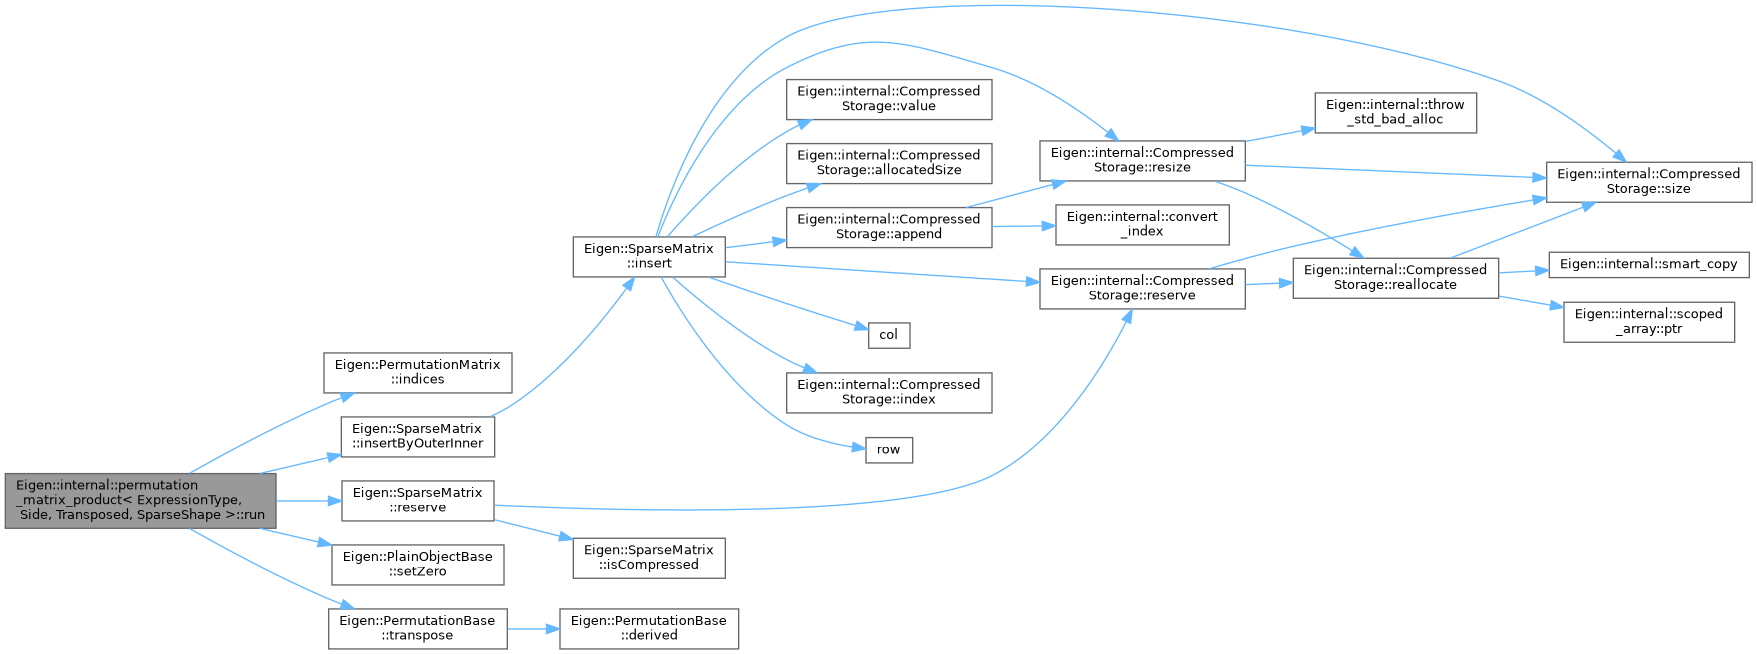 Eigen::internal::permutation
_matrix_product< ExpressionType,
Side, Transposed, SparseShape >::run
Eigen::PermutationMatrix
::indices
Eigen::SparseMatrix
::insertByOuterInner
Eigen::SparseMatrix
::reserve
Eigen::PlainObjectBase
::setZero
Eigen::PermutationBase
::transpose
Eigen::SparseMatrix
::insert
Eigen::SparseMatrix
::isCompressed
Eigen::PermutationBase
::derived
Eigen::internal::Compressed
Storage::value
Eigen::internal::Compressed
Storage::allocatedSize
Eigen::internal::Compressed
Storage::append
col
Eigen::internal::Compressed
Storage::index
row
Eigen::internal::Compressed
Storage::resize
Eigen::internal::convert
_index
Eigen::internal::Compressed
Storage::reserve
Eigen::internal::throw
_std_bad_alloc
Eigen::internal::Compressed
Storage::reallocate
Eigen::internal::Compressed
Storage::size
Eigen::internal::smart_copy
Eigen::internal::scoped
_array::ptr